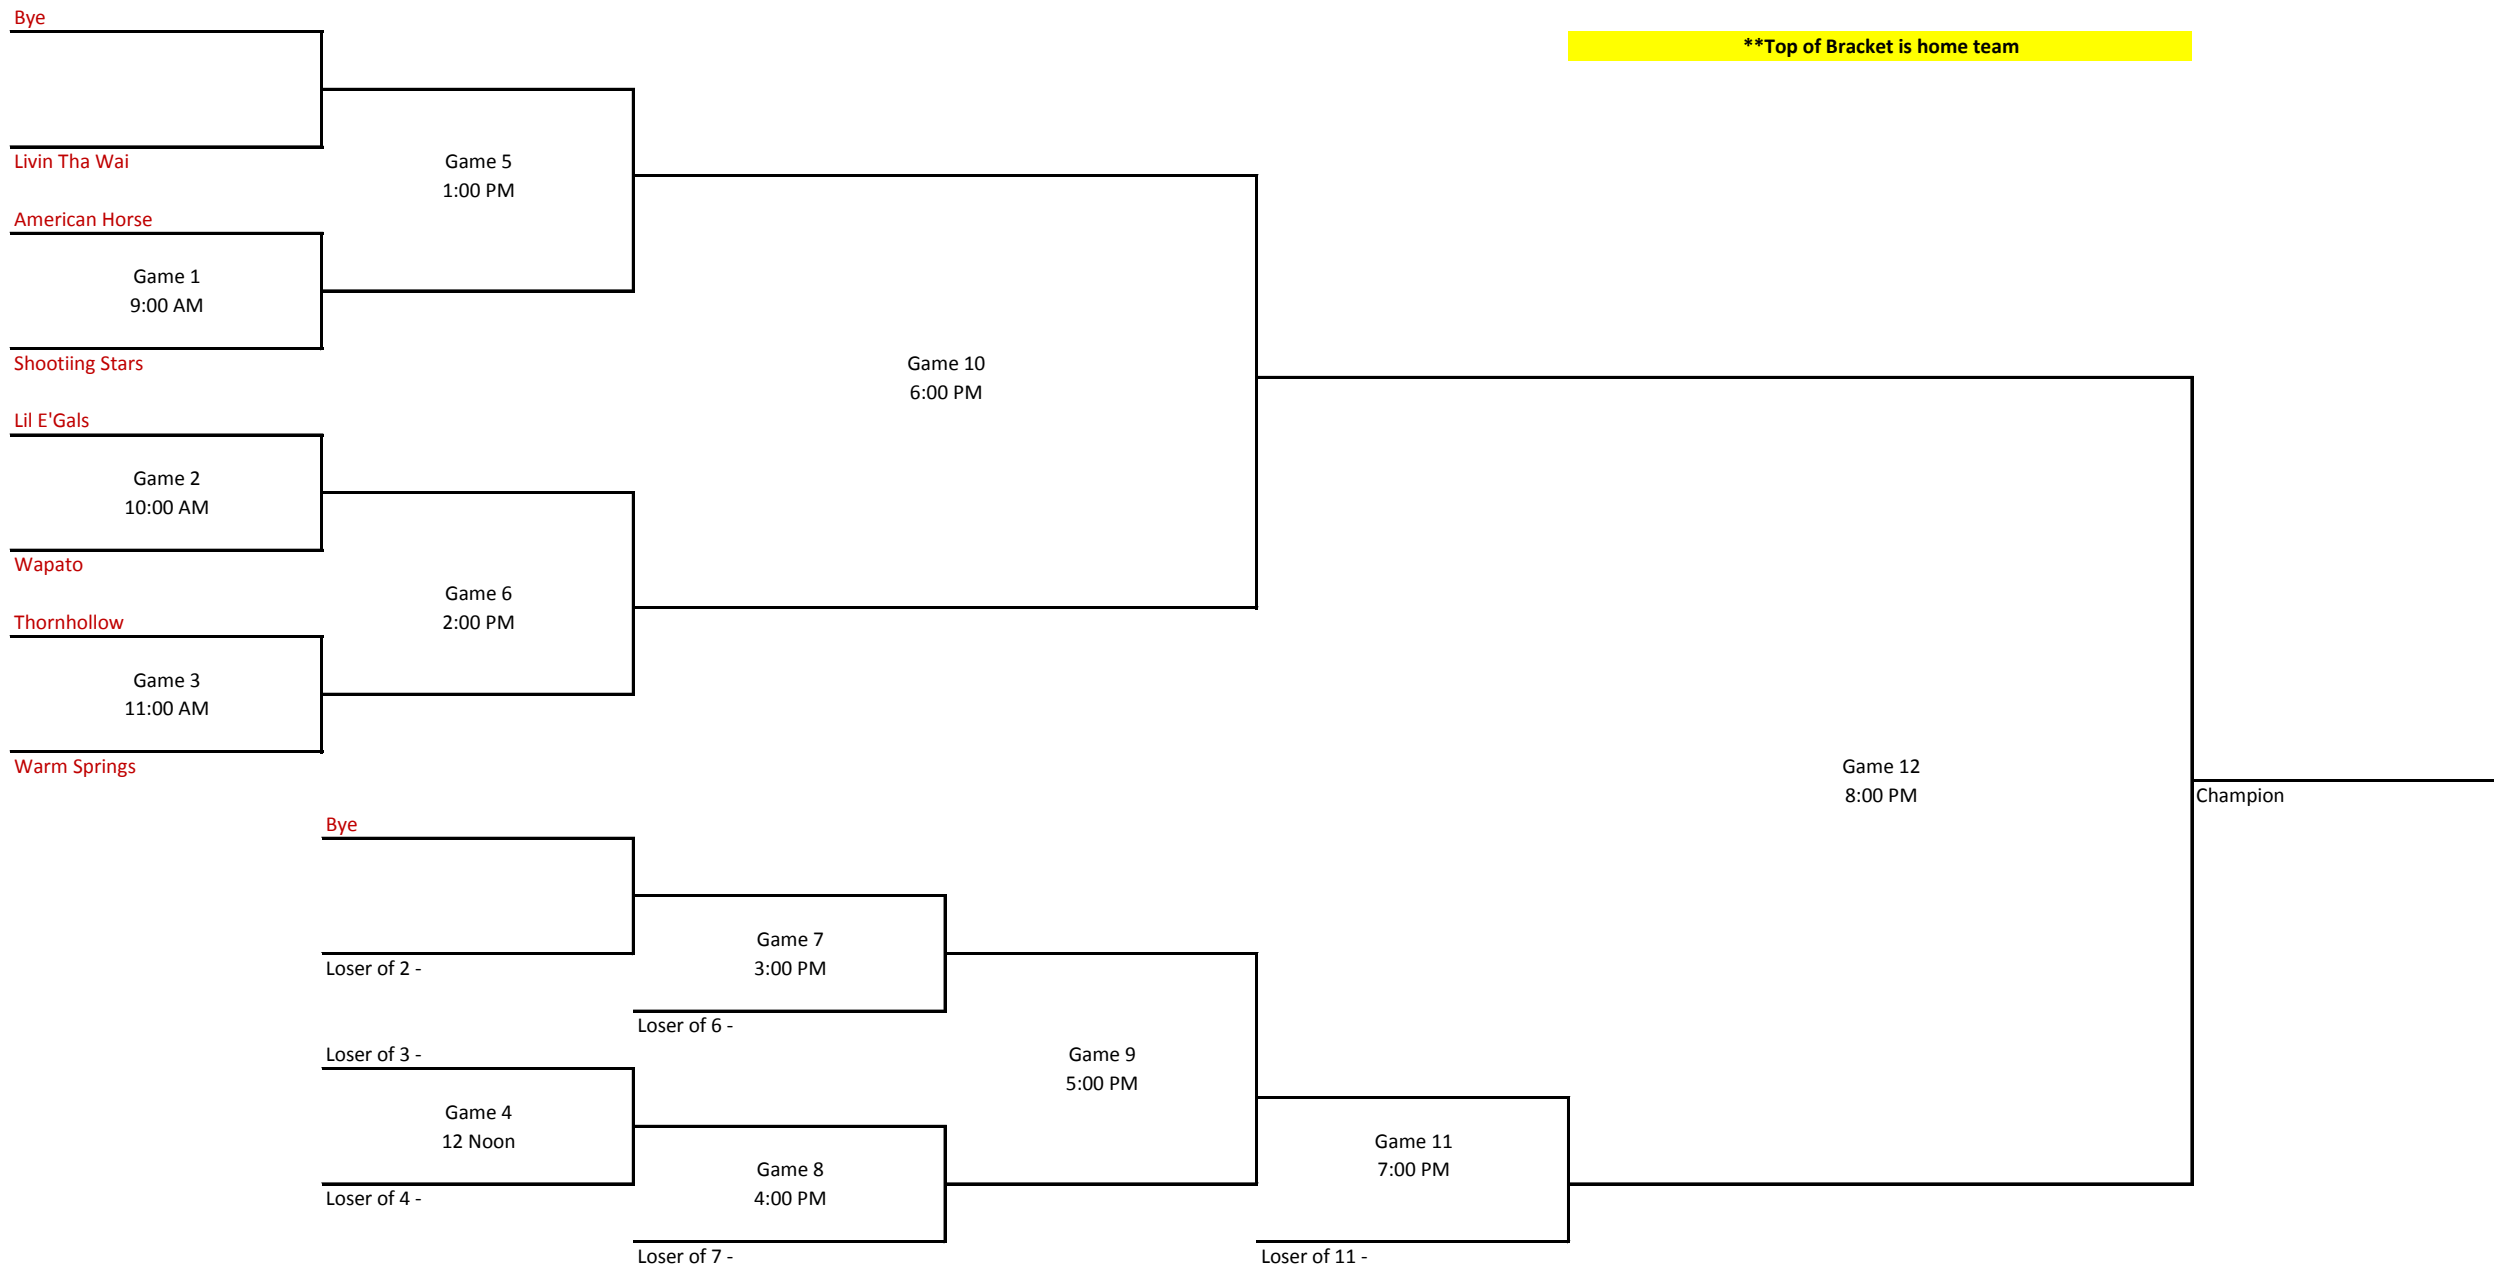 Bye
**Top of Bracket is home team
Livin Tha Wai
Game 5
1:00 PM
American Horse
Game 1
9:00 AM
Shootiing Stars
Game 10
6:00 PM
Lil E'Gals
Game 2
10:00 AM
Wapato
Game 6
2:00 PM
Thornhollow
Game 3
11:00 AM
Warm Springs
Game 12
8:00 PM
Champion
Bye
Game 7
3:00 PM
Loser of 2 -
Loser of 6 -
Loser of 3 -
Game 9
5:00 PM
Game 4
12 Noon
Game 11
7:00 PM
Game 8
4:00 PM
Loser of 4 -
Loser of 7 -
Loser of 11 -